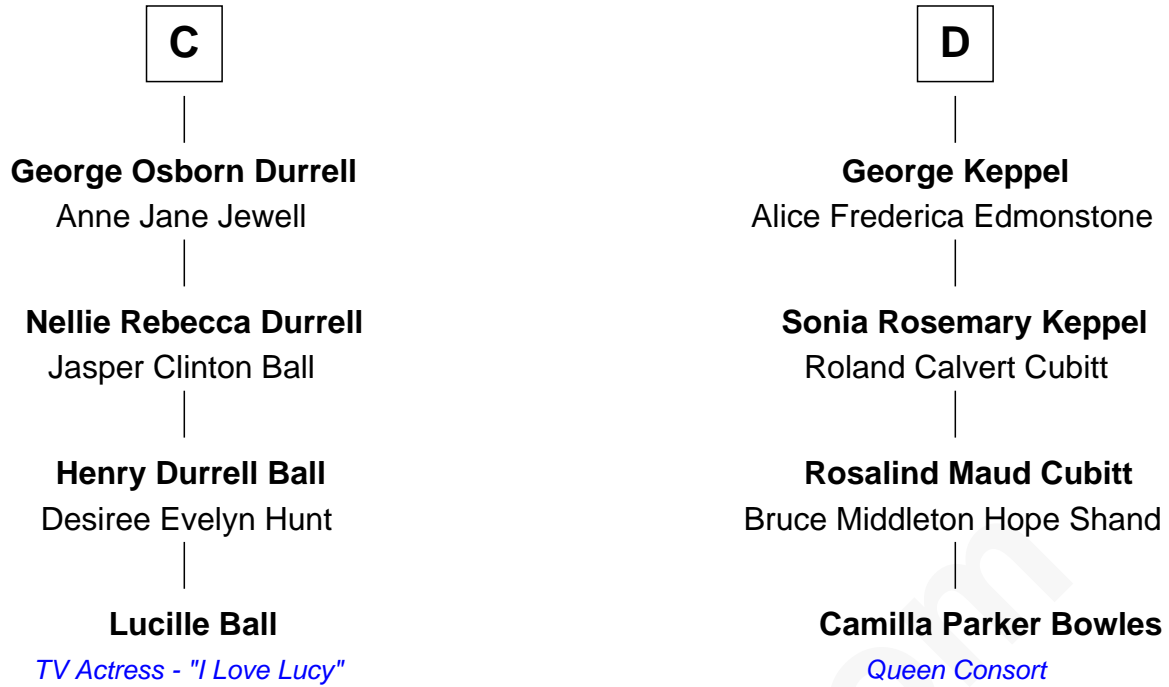 C
George Osborn Durrell
Anne Jane Jewell
Nellie Rebecca Durrell
Jasper Clinton Ball
Henry Durrell Ball
Desiree Evelyn Hunt
Lucille Ball
TV Actress - "I Love Lucy"
D
George Keppel
Alice Frederica Edmonstone
Sonia Rosemary Keppel
Roland Calvert Cubitt
Rosalind Maud Cubitt
Bruce Middleton Hope Shand
Camilla Parker Bowles
Queen Consort